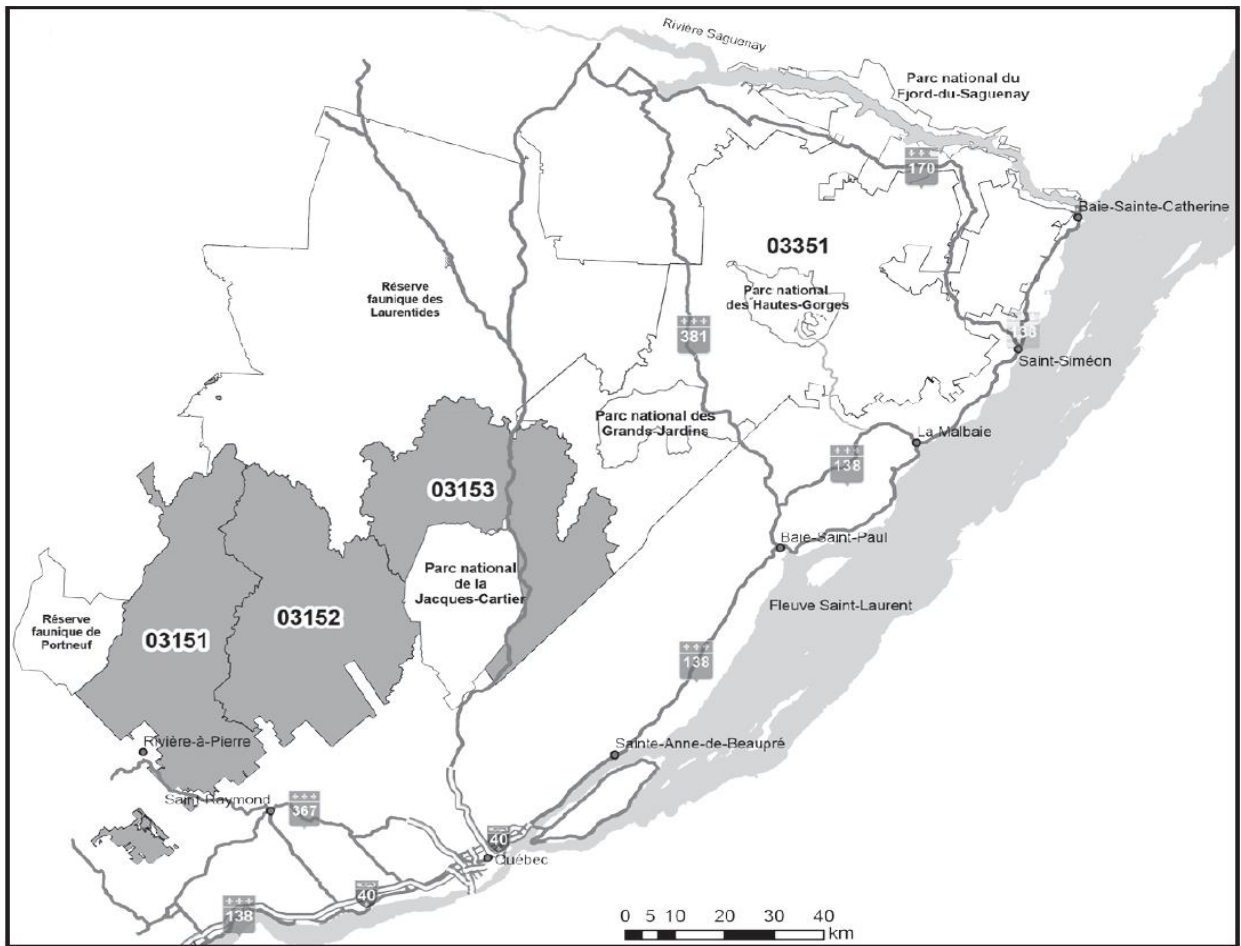 Rivière Saguenay
Parc national du
Fjord-du-Saguenay
170
Baie-Sainte-Catherine
03351
Réserve
faunique des
Laurentides
Parc national
des Hautes-Gorges
381
138
Saint-Siméon
Parc national des
Grands-Jardins
La Malbaie
138
03153
Baie-Saint-Paul
Parc national
de la
Jacques-Cartier
Fleuve Saint-Laurent
Réserve
faunique de
Portneuf
03151
03152
138
Rivière-à-Pierre
Sainte-Anne-de-Beaupré
Saint-Raymond
367
40
Québec
40
138
0 5 10 20 30 40
km